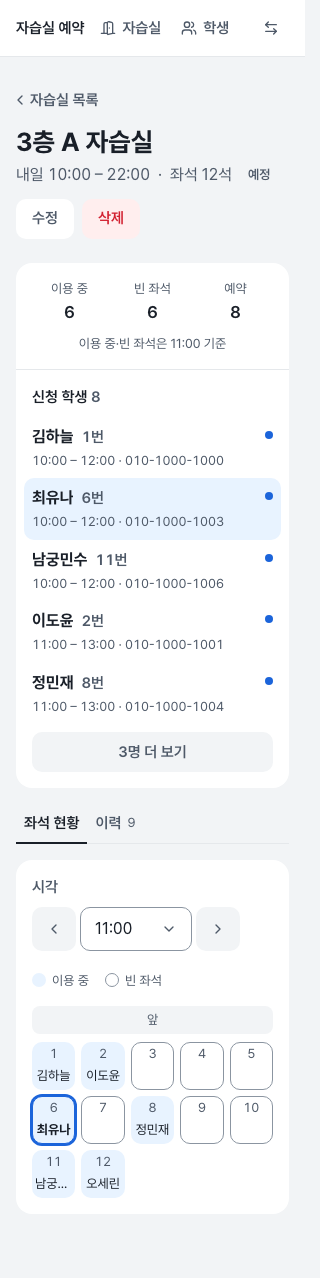 자습실 예약 자습실 학생
자습실 목록
3층 A 자습실
내일 10:00 – 22:00 · 좌석 12석 예정
수정 삭제
이용 중 빈 좌석 예약
6 6 8
이용 중·빈 좌석은 11:00 기준
신청 학생 8
김하늘 1번
10:00 – 12:00 · 010-1000-1000
최유나 6번
10:00 – 12:00 · 010-1000-1003
남궁민수 11번
10:00 – 12:00 · 010-1000-1006
이도윤 2번
11:00 – 13:00 · 010-1000-1001
정민재 8번
11:00 – 13:00 · 010-1000-1004
3명 더 보기
좌석 현황 이력 9
시각
11:00
이용 중 빈 좌석
앞
1 2 3 4 5
김하늘 이도윤
6 7 8 9 10
최유나 정민재
11 12
남궁... 오세린